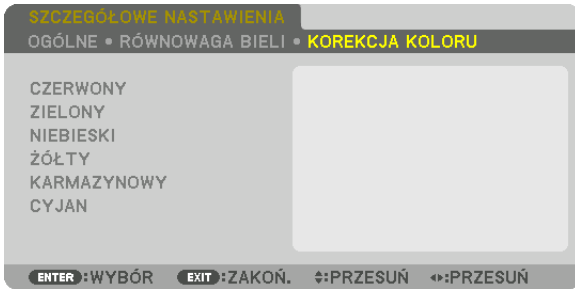 SZCZEGÓŁOWE NASTAWIENIA
OGÓLNE • RÓWNOWAGA BIELI • KOREKCJA KOLORU
CZERWONY
ZIELONY
NIEBIESKI
ŻÓŁTY
KARMAZYNOWY
CYJAN
ENTER :WYBÓR EXIT :ZAKOŃ. ⬍:PRZESUŃ ⬌:PRZESUŃ